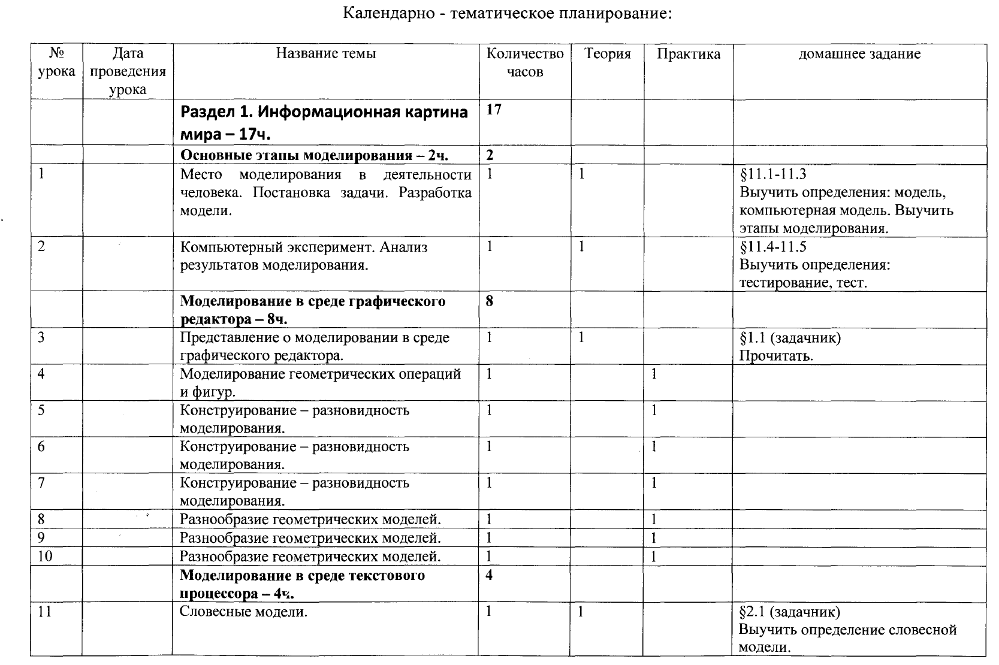 Календарно - тематическое планирование:
№ урока Дата проведения урока Название темы Количество часов Теория Практика домашнее задание
Раздел 1. Информационная картина 17
мира – 17ч.
Основные этапы моделирования – 2ч. 2
1 Место моделирования в деятельности 1 1 §11.1-11.3
человека. Постановка задачи. Разработка Выучить определения: модель,
модели. компьютерная модель. Выучить
этапы моделирования.
2 Компьютерный эксперимент. Анализ 1 1 §11.4-11.5
результатов моделирования. Выучить определения:
тестирование, тест.
Моделирование в среде графического 8
редактора – 8ч.
3 Представление о моделировании в среде 1 1 §1.1 (задачник)
графического редактора. Прочитать.
4 Моделирование геометрических операций 1 1
и фигур.
5 Конструирование – разновидность 1 1
моделирования.
6 Конструирование – разновидность 1 1
моделирования.
7 Конструирование – разновидность 1 1
моделирования.
8 Разнообразие геометрических моделей. 1 1
9 Разнообразие геометрических моделей. 1 1
10 Разнообразие геометрических моделей. 1 1
Моделирование в среде текстового 4
процессора – 4ч.
11 Словесные модели. 1 1 §2.1 (задачник)
Выучить определение словесной
модели.